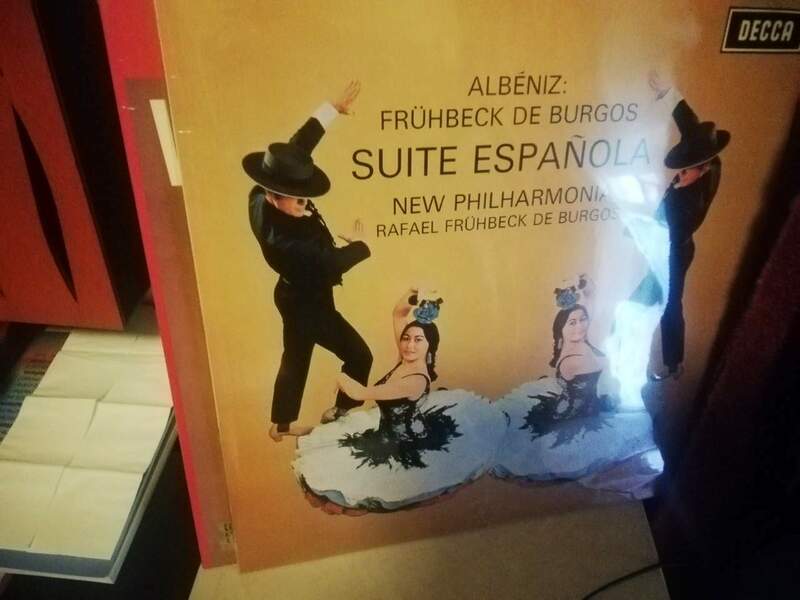 DECCA
ALBÉNIZ:
FRÜHBECK DE BURGOS
SUITE ESPAÑOLA
NEW PHILHARMONIA
RAFAEL FRÜHBECK DE BURGOS